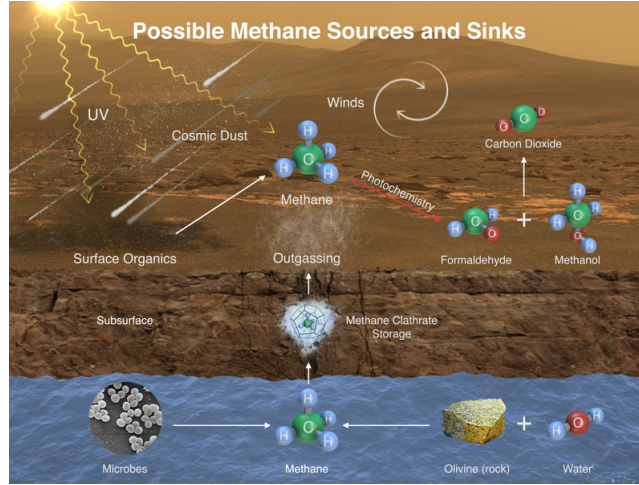 Possible Methane Sources and Sinks
UV
Cosmic Dust
Winds
Carbon Dioxide
H
H
H
H
Methane
Photochemistry
H
H
+
H
H
H
O
H
Formaldehyde
Methanol
Surface Organics
Outgassing
Subsurface
Methane Clathrate
Storage
H
H
H
H
+
H
O
H
Microbes
Methane
Olivine (rock)
Water